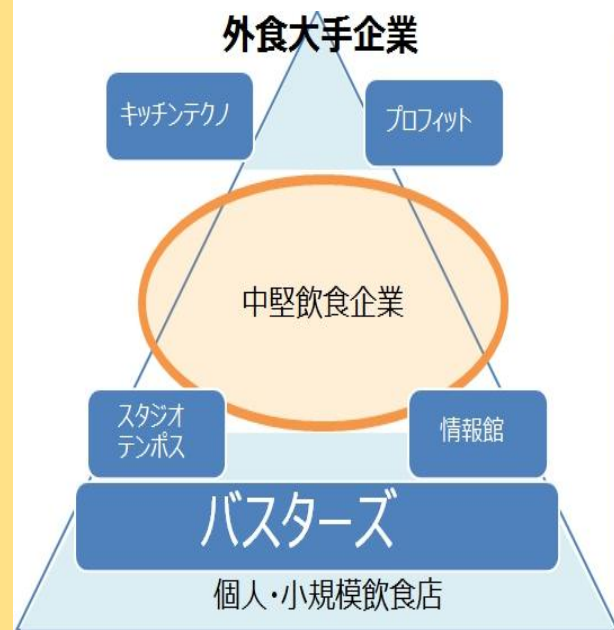 外食大手企業
キッチンテクノ
プロフィット
中堅飲食企業
スタジオ
テンポス
情報館
バスターズ
個人・小規模飲食店